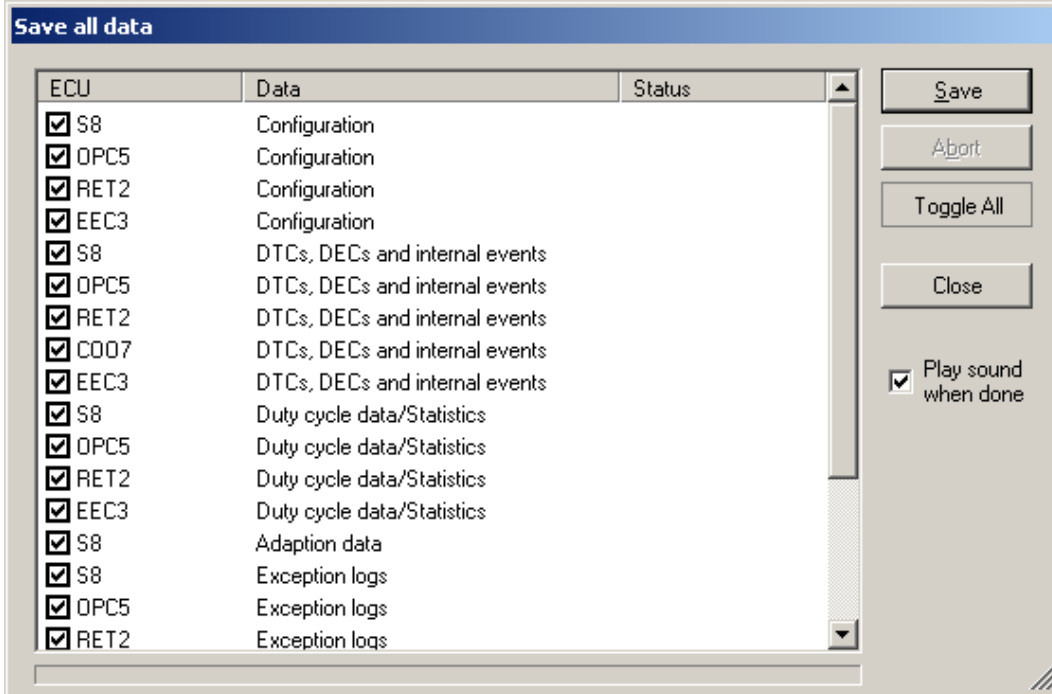 Save all data
ECU Data Status
S8 Configuration
OPC5 Configuration
RET2 Configuration
EEC3 Configuration
S8 DTCs, DECs and internal events
OPC5 DTCs, DECs and internal events
RET2 DTCs, DECs and internal events
COO7 DTCs, DECs and internal events
EEC3 DTCs, DECs and internal events
S8 Duty cycle data/Statistics
OPC5 Duty cycle data/Statistics
RET2 Duty cycle data/Statistics
EEC3 Duty cycle data/Statistics
S8 Adaption data
S8 Exception logs
OPC5 Exception logs
RET2 Exception logs
Save
Abort
Toggle All
Close
Play sound
when done